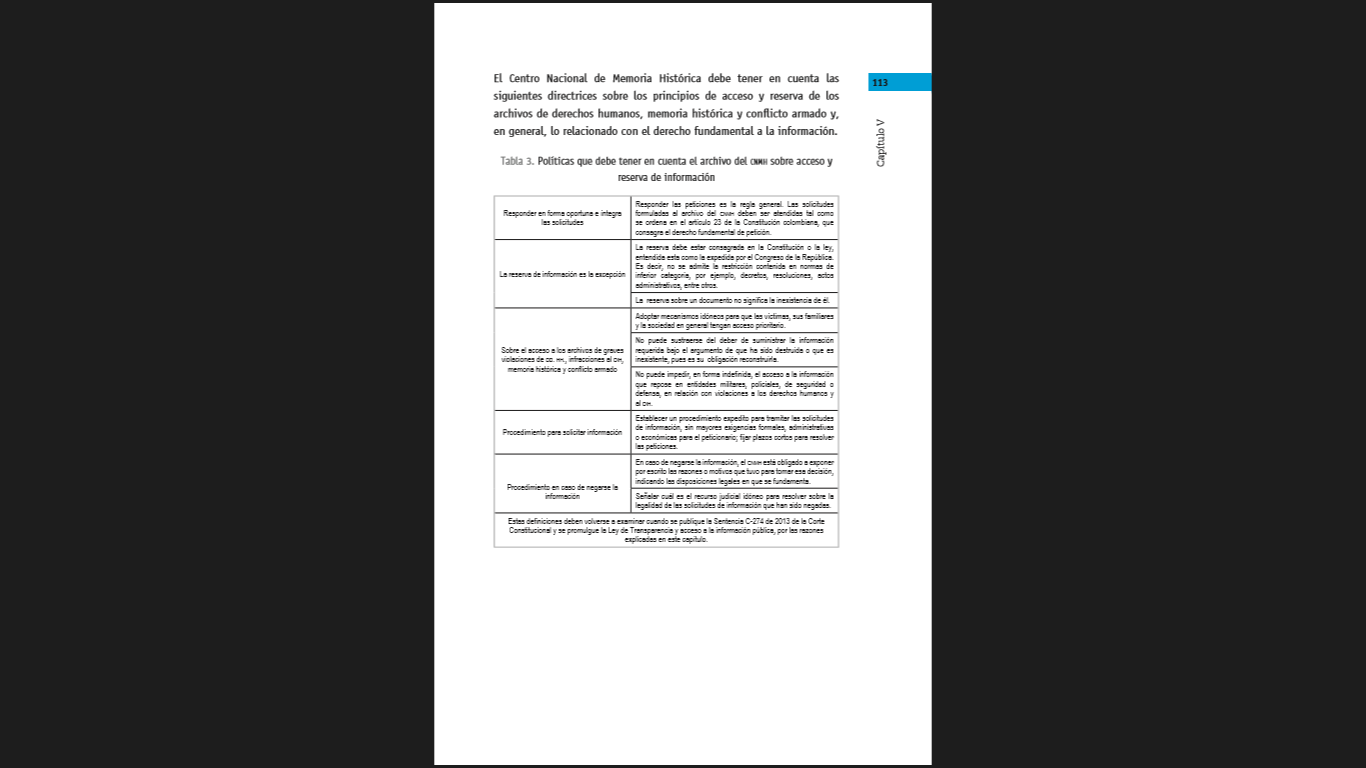 El Centro Nacional de Memoria Histórica debe tener en cuenta las
siguientes directrices sobre los principios de acceso y reserva de los
archivos de derechos humanos, memoria histórica y conflicto armado y,
en general, lo relacionado con el derecho fundamental a la información.
113
Capítulo V
Tabla 3. Políticas que debe tener en cuenta el archivo del CNMH sobre acceso y
reserva de información
Responder en forma oportuna e íntegra
las solicitudes
Responder las peticiones es la regla general. Las solicitudes
formuladas al archivo del CNMH deben ser atendidas tal como
se ordena en el artículo 23 de la Constitución colombiana, que
consagra el derecho fundamental de petición.
La reserva de información es la excepción
La reserva debe estar consagrada en la Constitución o la ley,
entendida esta como la expedida por el Congreso de la República.
Es decir, no se admite la restricción contenida en normas de
inferior categoría, por ejemplo, decretos, resoluciones, actos
administrativos, entre otros.
La reserva sobre un documento no significa la inexistencia de él.
Sobre el acceso a los archivos de graves
violaciones de DD. HH., infracciones al DIH,
memoria histórica y conflicto armado
Adoptar mecanismos idóneos para que las víctimas, sus familiares
y la sociedad en general tengan acceso prioritario.
No puede sustraerse del deber de suministrar la información
requerida bajo el argumento de que ha sido destruida o que es
inexistente, pues es su obligación reconstruirla.
No puede impedir, en forma indefinida, el acceso a la información
que repose en entidades militares, policiales, de seguridad o
defensa, en relación con violaciones a los derechos humanos y
al DIH.
Procedimiento para solicitar información
Establecer un procedimiento expedito para tramitar las solicitudes
de información, sin mayores exigencias formales, administrativas
o económicas para el peticionario; fijar plazos cortos para resolver
las peticiones.
Procedimiento en caso de negarse la
información
En caso de negarse la información, el CNMH está obligado a exponer
por escrito las razones o motivos que tuvo para tomar esa decisión,
indicando las disposiciones legales en que se fundamenta.
Señalar cuál es el recurso judicial idóneo para resolver sobre la
legalidad de las solicitudes de información que han sido negadas.
Estas definiciones deben volverse a examinar cuando se publique la Sentencia C-274 de 2013 de la Corte
Constitucional y se promulgue la Ley de Transparencia y acceso a la información pública, por las razones
explicadas en este capítulo.